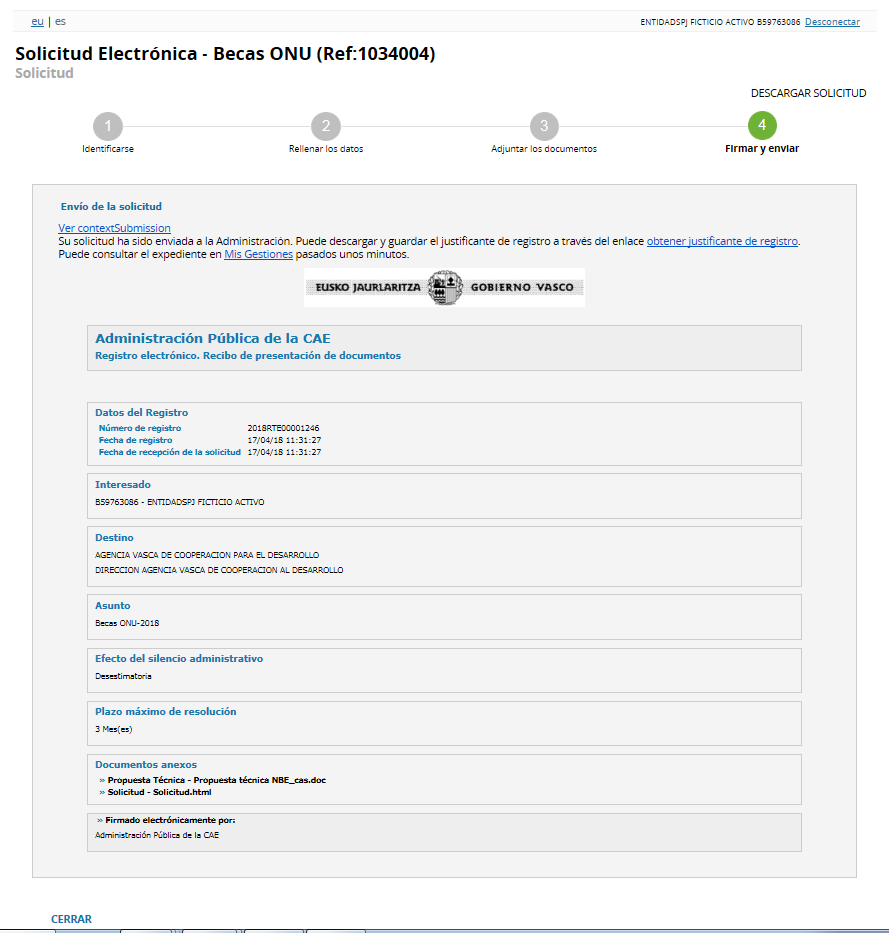 eu | es
ENTIDADSPJ FICTICIO ACTIVO B59763086 Desconectar
Solicitud Electrónica - Becas ONU (Ref:1034004)
Solicitud
DESCARGAR SOLICITUD
1 2 3 4
Identificarse Rellenar los datos Adjuntar los documentos Firmar y enviar
Envío de la solicitud
Ver contextSubmission
Su solicitud ha sido enviada a la Administración. Puede descargar y guardar el justificante de registro a través del enlace obtener justificante de registro.
Puede consultar el expediente en Mis Gestiones pasados unos minutos.
EUSKO JAURLARITZA GOBIERNO VASCO
Administración Pública de la CAE
Registro electrónico. Recibo de presentación de documentos
Datos del Registro
Número de registro 2018RTE00001246
Fecha de registro 17/04/18 11:31:27
Fecha de recepción de la solicitud 17/04/18 11:31:27
Interesado
B59763086 - ENTIDADSPJ FICTICIO ACTIVO
Destino
AGENCIA VASCA DE COOPERACION PARA EL DESARROLLO
DIRECCION AGENCIA VASCA DE COOPERACION AL DESARROLLO
Asunto
Becas ONU-2018
Efecto del silencio administrativo
Desestimatoria
Plazo máximo de resolución
3 Mes(es)
Documentos anexos
» Propuesta Técnica - Propuesta técnica NBE_cas.doc
» Solicitud - Solicitud.html
» Firmado electrónicamente por:
Administración Pública de la CAE
CERRAR